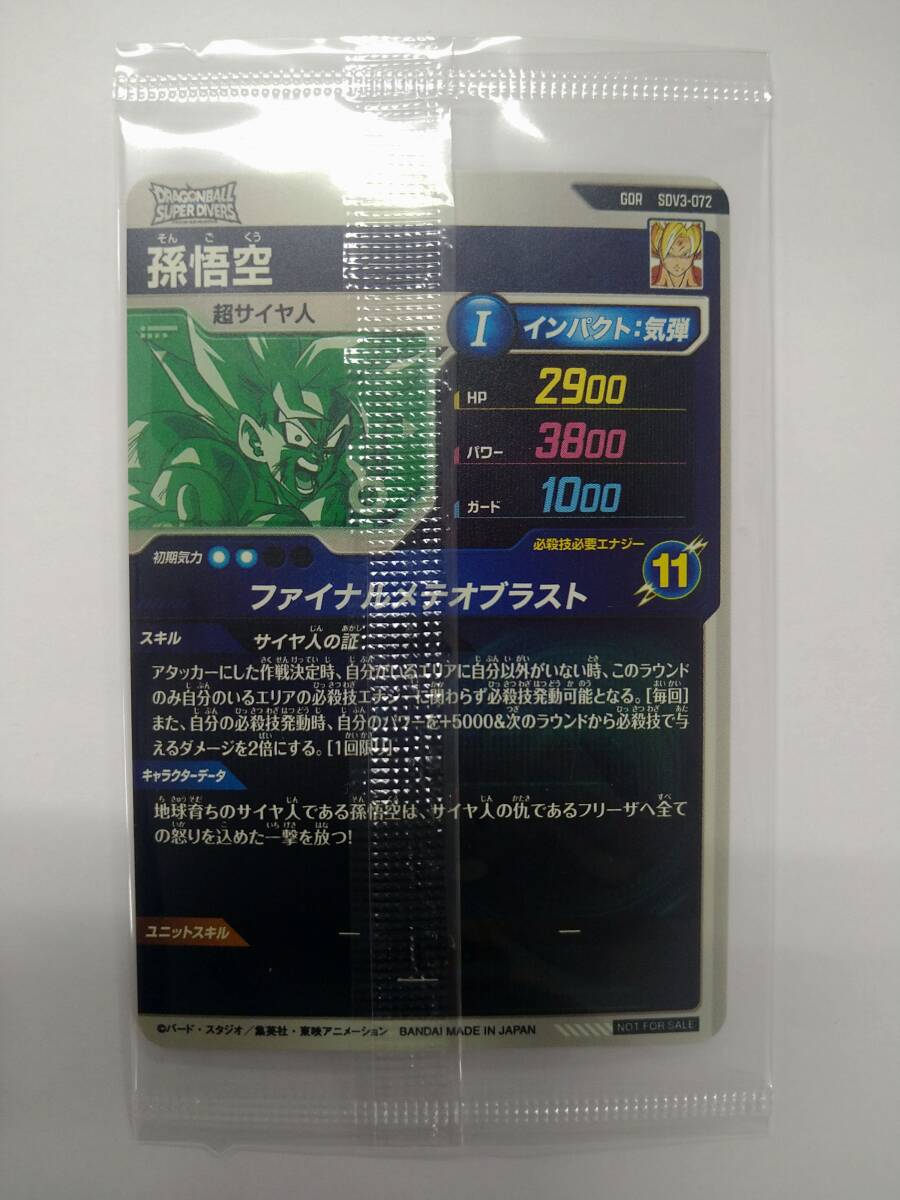 DRAGONBALL
SUPER DIVERS
GDR SDV3-072
そん ご くう
孫悟空
超サイヤ人
I インパクト:気弾
HP 2900
パワー 3800
ガード 1000
初期気力
必殺技必要エナジー
11
ファイナルメテオブラスト
スキル
サイヤ人の証
アタッカーにした作戦決定時、自分がいるエリアに自分以外がいない時、このラウンド
のみ自分のいるエリアの必殺技エナジーに関わらず必殺技発動可能となる。[毎回]
また、自分の必殺技発動時、自分のパワーを+5000&次のラウンドから必殺技で与
えるダメージを2倍にする。[1回限り]
キャラクターデータ
地球育ちのサイヤ人である孫悟空は、サイヤ人の仇であるフリーザへ全て
の怒りを込めた一撃を放つ!
ユニットスキル
— —
©バード・スタジオ/集英社・東映アニメーション BANDAI MADE IN JAPAN
NOT FOR SALE